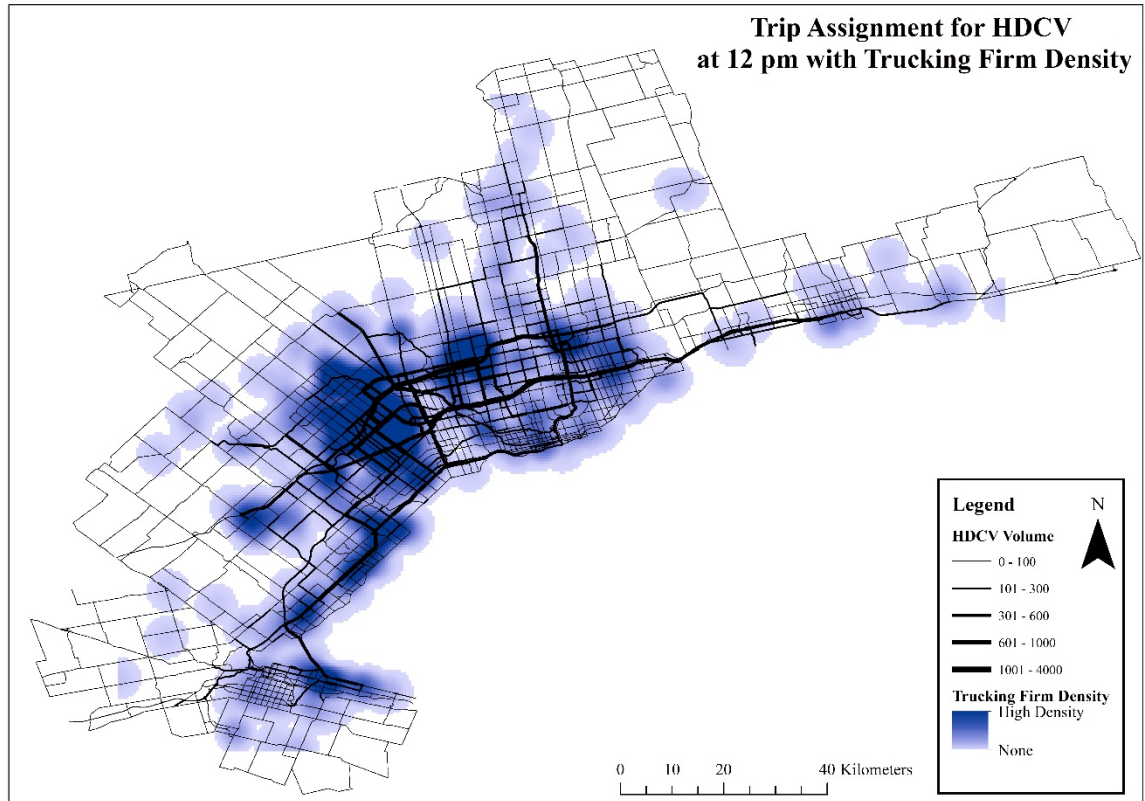 Trip Assignment for HDCV
at 12 pm with Trucking Firm Density
Legend
N
HDCV Volume
0 - 100
101 - 300
301 - 600
601 - 1000
1001 - 4000
Trucking Firm Density
High Density
None
0 10 20 40 Kilometers